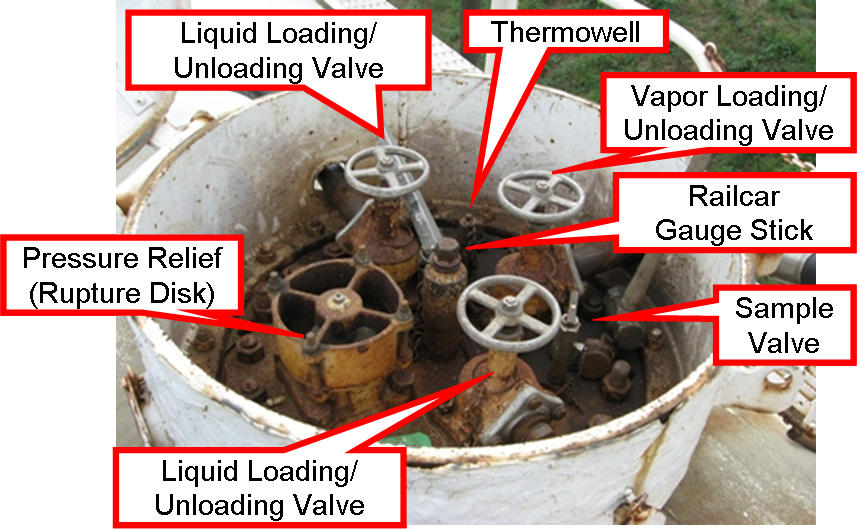 Liquid Loading/
Unloading Valve
Thermowell
Vapor Loading/
Unloading Valve
Railcar
Gauge Stick
Pressure Relief
(Rupture Disk)
Sample
Valve
Liquid Loading/
Unloading Valve